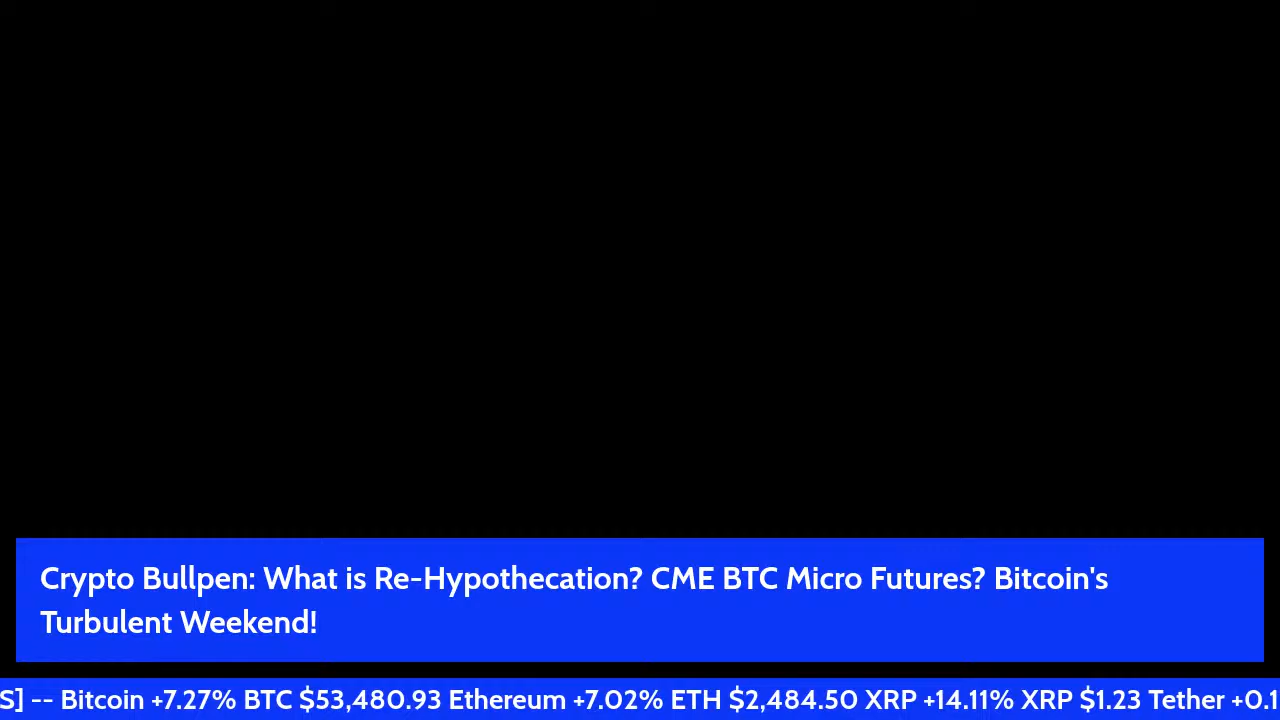 Crypto Bullpen: What is Re-Hypothecation? CME BTC Micro Futures? Bitcoin's
Turbulent Weekend!
S] -- Bitcoin +7.27% BTC $53,480.93 Ethereum +7.02% ETH $2,484.50 XRP +14.11% XRP $1.23 Tether +0.1